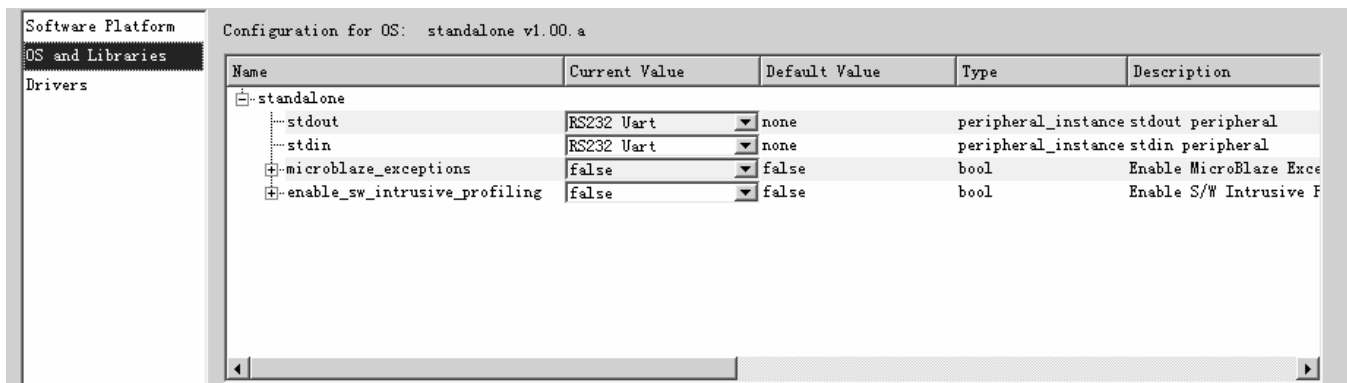 Software Platform
OS and Libraries
Drivers
Configuration for OS: standalone v1.00.a
Name Current Value Default Value Type Description
standalone
stdout RS232 Uart none peripheral_instance stdout peripheral
stdin RS232 Uart none peripheral_instance stdin peripheral
microblaze_exceptions false false bool Enable MicroBlaze Exce
enable_sw_intrusive_profiling false false bool Enable S/W Intrusive P